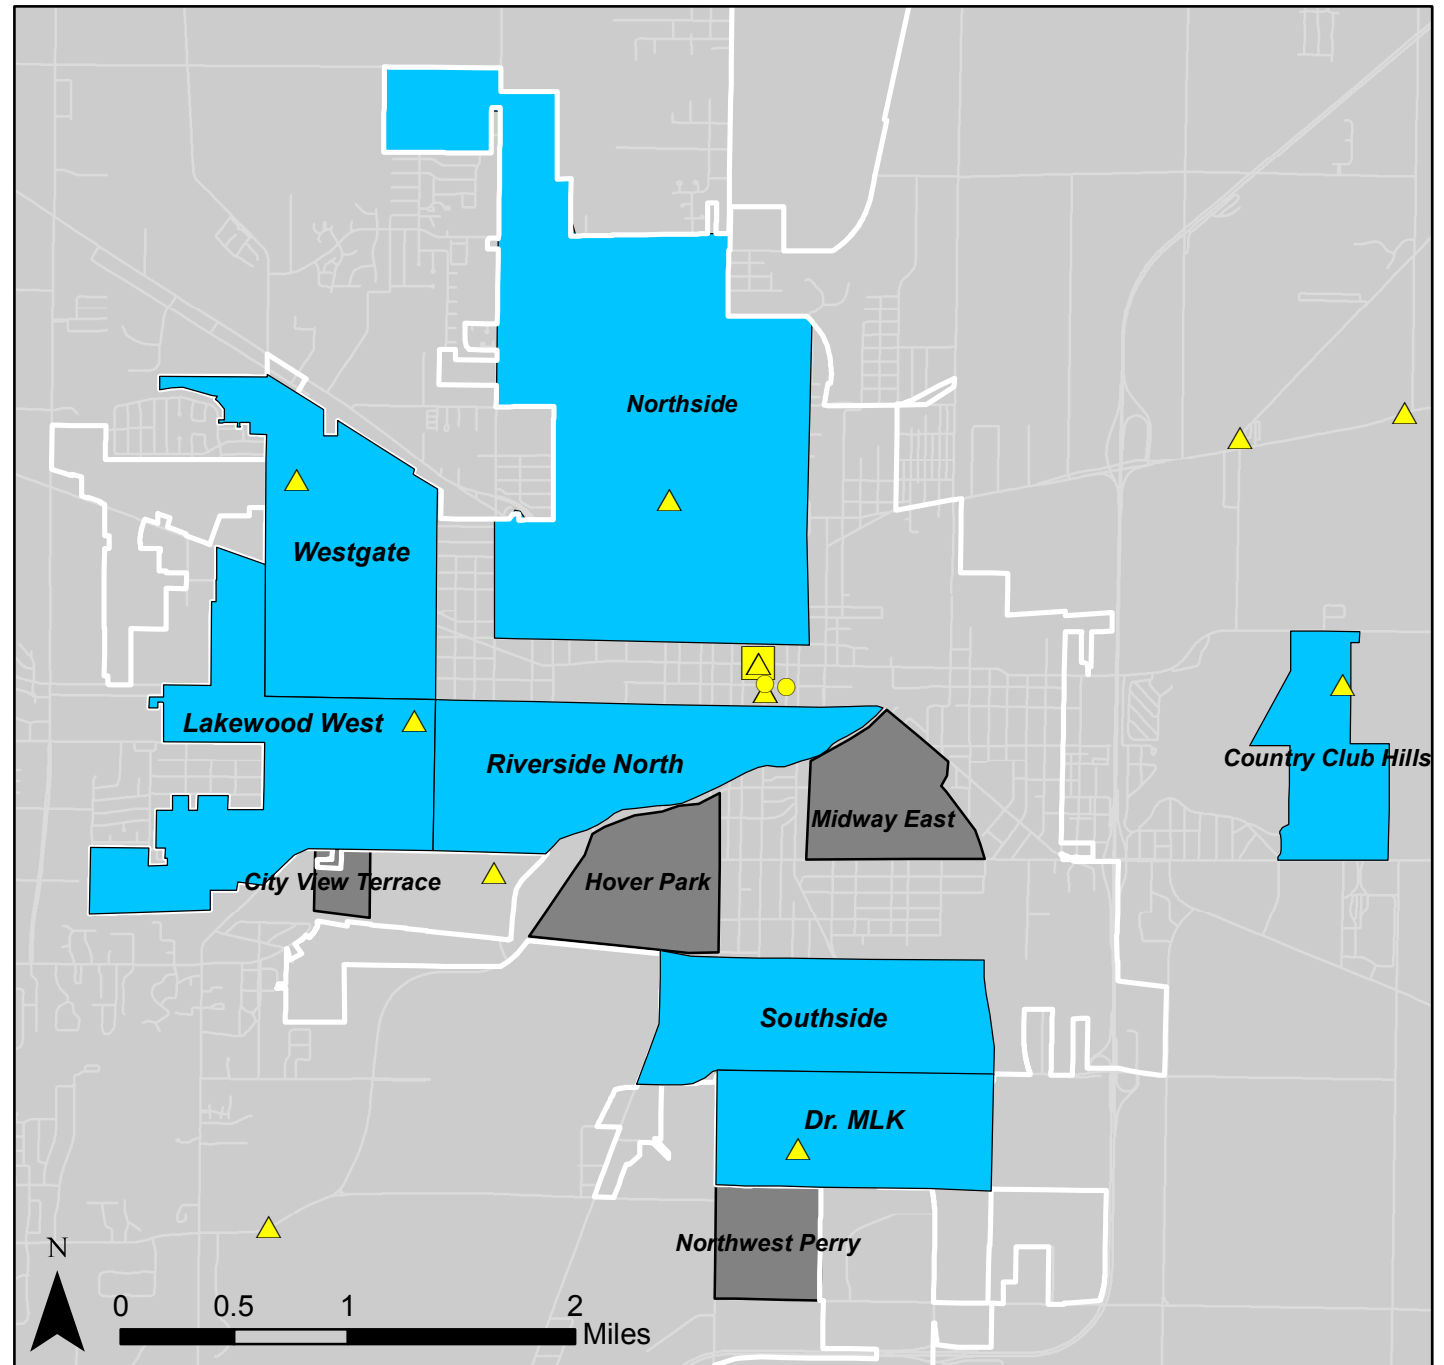 Northside
Westgate
Lakewood West
Riverside North
Country Club Hills
Midway East
City View Terrace
Hover Park
Southside
Dr. MLK
Northwest Perry
N
0 0.5 1 2
Miles